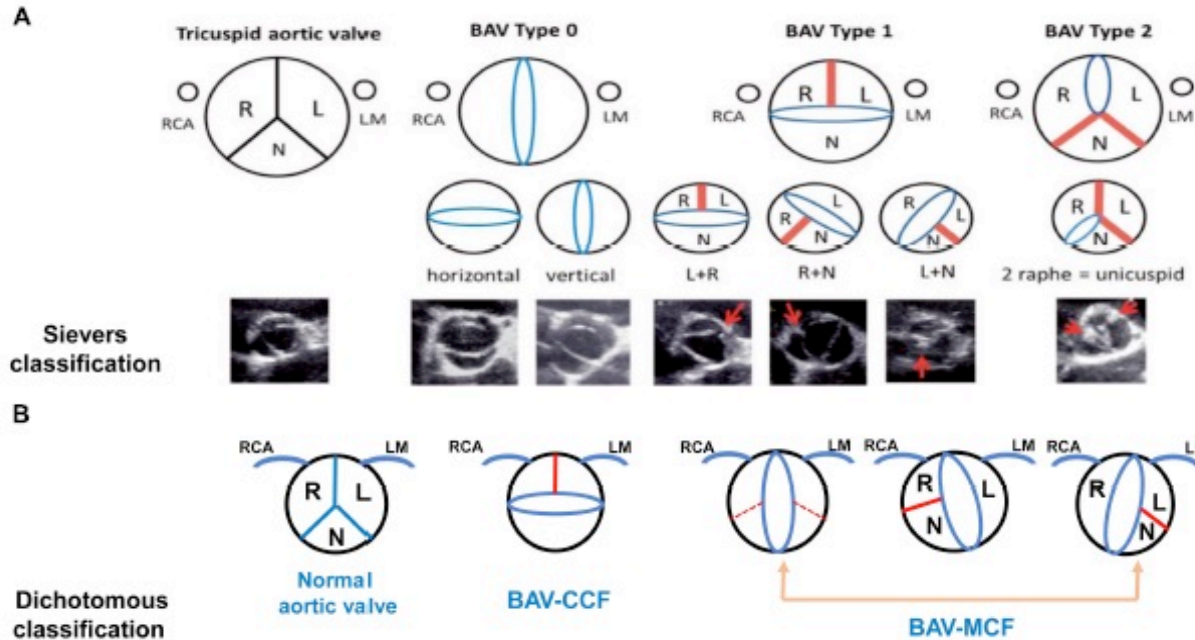 A
Tricuspid aortic valve
BAV Type 0
BAV Type 1
BAV Type 2
RCA
R
L
N
LM
RCA
LM
R
L
N
LM
R
L
N
LM
R
L
N
R
L
N
R
L
N
R
L
N
horizontal
vertical
L+R
R+N
L+N
2 raphe = unicuspid
Sievers
classification
B
RCA
LM
RCA
LM
RCA
LM
RCA
LM
RCA
L
R
L
N
R
L
N
R
L
N
Normal
aortic valve
BAV-CCF
BAV-MCF
Dichotomous
classification